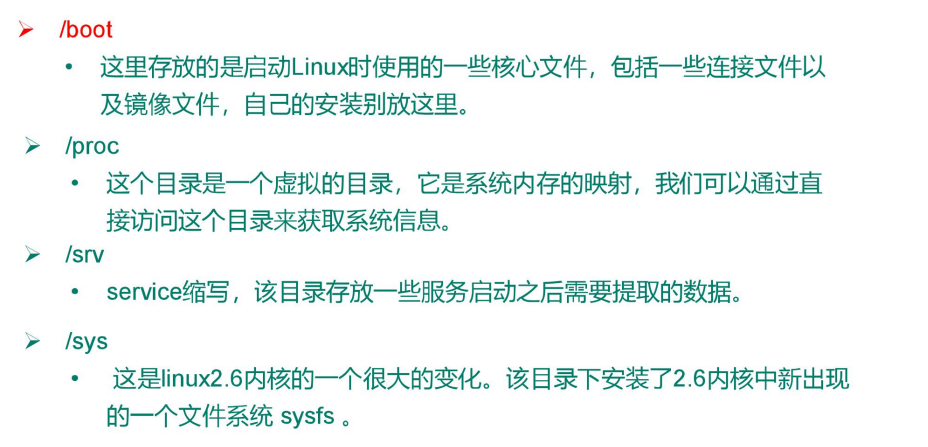 ➢ /boot
• 这里存放的是启动Linux时使用的一些核心文件，包括一些连接文件以
及镜像文件，自己的安装别放这里。
➢ /proc
• 这个目录是一个虚拟的目录，它是系统内存的映射，我们可以通过直
接访问这个目录来获取系统信息。
➢ /srv
• service缩写，该目录存放一些服务启动之后需要提取的数据。
➢ /sys
• 这是linux2.6内核的一个很大的变化。该目录下安装了2.6内核中新出现
的一个文件系统 sysfs 。